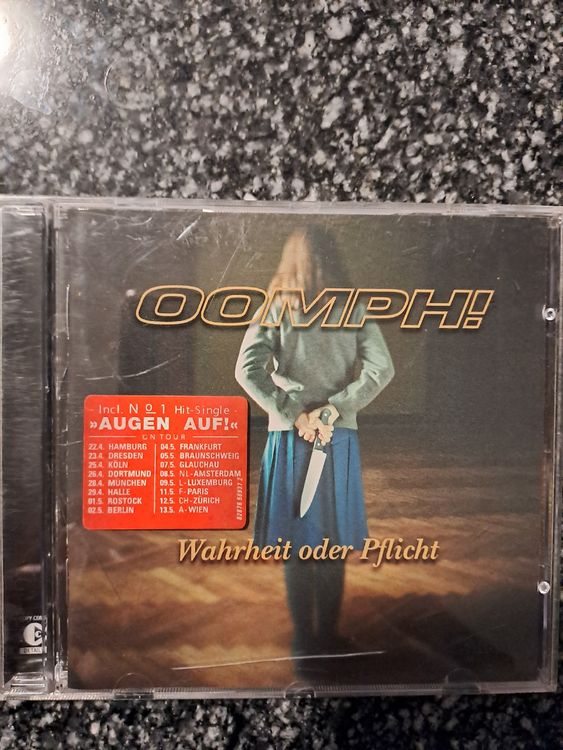 OOMPH!
Incl. No 1 Hit-Single -
»AUGEN AUF!«
ON TOUR
22.4. HAMBURG 04.5. FRANKFURT
23.4. DRESDEN 05.5. BRAUNSCHWEIG
25.4. KÖLN 07.5. GLAUCHAU
26.4. DORTMUND 08.5. NL-AMSTERDAM
28.4. MÜNCHEN 09.5. L-LUXEMBURG
29.4. HALLE 11.5. F-PARIS
01.5. ROSTOCK 12.5. CH-ZÜRICH
02.5. BERLIN 13.5. A-WIEN
Wahrheit oder Pflicht